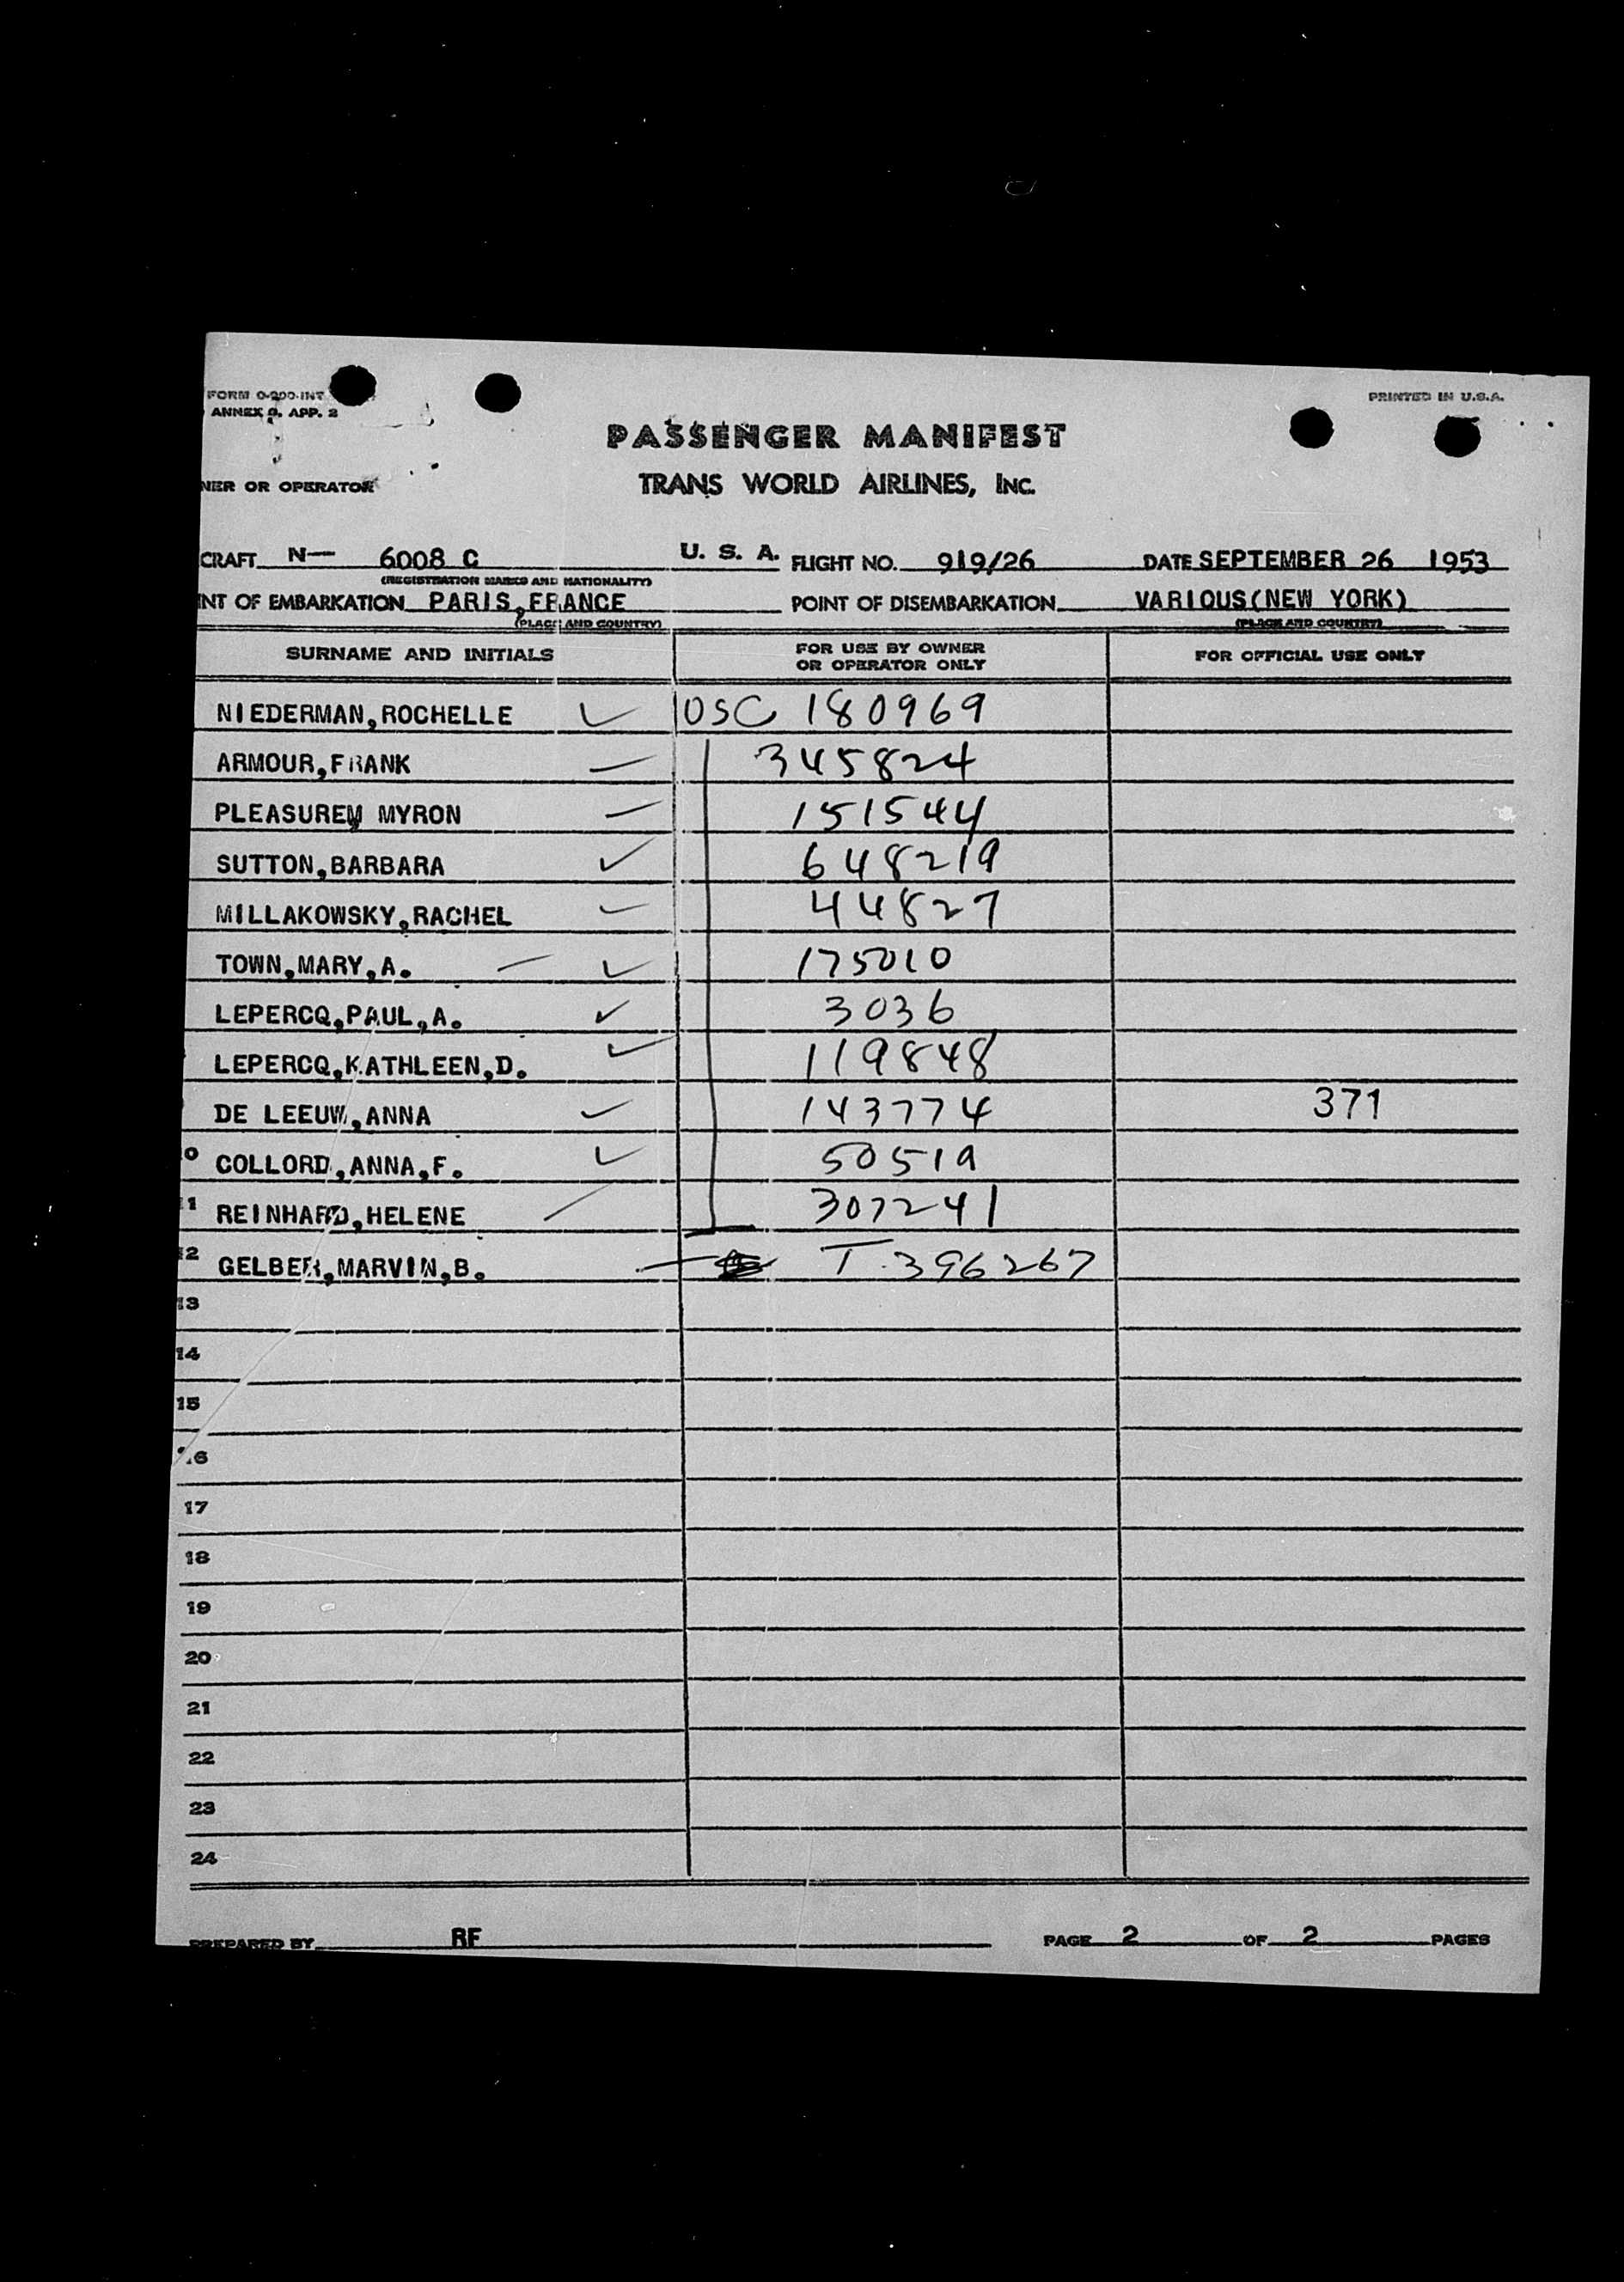 FORM 0-200-INT
ANNEX 9. APP. 2
PRINTED IN U.S.A.
PASSENGER MANIFEST
NER OR OPERATOR TRANS WORLD AIRLINES, INC.
CRAFT N— 6008 C U. S. A. FLIGHT NO. 919/26 DATE SEPTEMBER 26 1953
(REGISTRATION MARKS AND NATIONALITY)
NT OF EMBARKATION PARIS,FRANCE POINT OF DISEMBARKATION VARIOUS(NEW YORK)
(PLACE AND COUNTRY) (PLACE AND COUNTRY)
SURNAME AND INITIALS FOR USE BY OWNER OR OPERATOR ONLY FOR OFFICIAL USE ONLY
NIEDERMAN,ROCHELLE ✓ USC 180969
ARMOUR,FRANK — 345824
PLEASUREM, MYRON — 151544
SUTTON,BARBARA ✓ 648219
MILLAKOWSKY,RACHEL ✓ 44827
TOWN,MARY,A. — ✓ 175010
LEPERCQ,PAUL,A. ✓ 3036
LEPERCQ,KATHLEEN,D. ✓ 119848
DE LEEUW,ANNA ✓ 143774 371
10 COLLORD,ANNA,F. ✓ 50519
11 REINHARD,HELENE 307241
12 GELBER,MARVIN,B. — T.396267
13
14
15
16
17
18
19
20
21
22
23
24
PREPARED BY RF PAGE 2 OF 2 PAGES